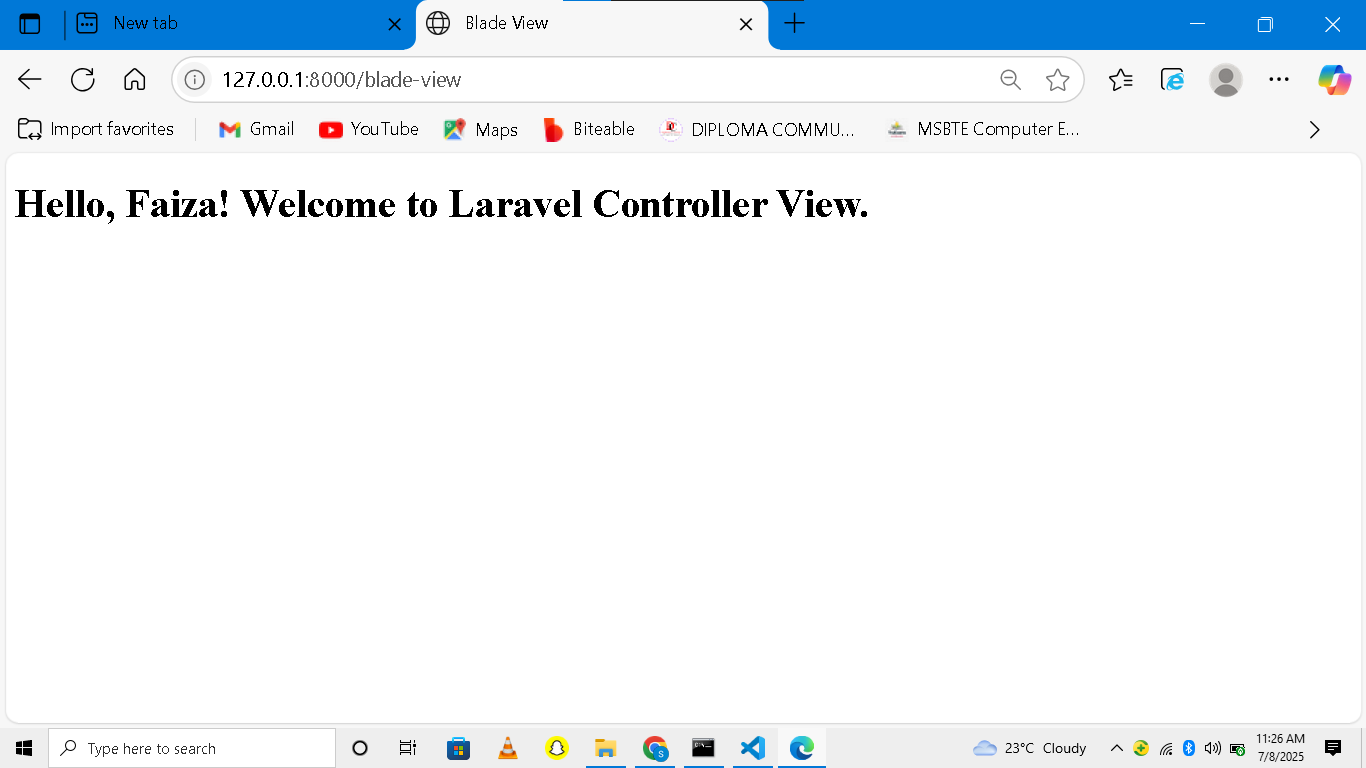 New tab
Blade View
127.0.0.1:8000/blade-view
Import favorites
Gmail
YouTube
Maps
Biteable
DIPLOMA COMMU...
MSBTE Computer E...
Hello, Faiza! Welcome to Laravel Controller View.
Type here to search
23°C Cloudy
11:26 AM
7/8/2025